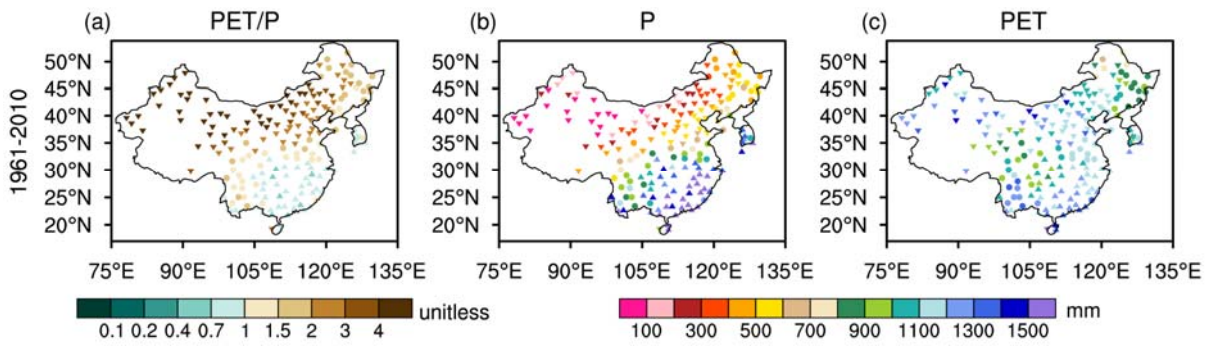 (a) PET/P (b) P (c) PET
1961-2010
50°N 50°N 50°N
45°N 45°N 45°N
40°N 40°N 40°N
35°N 35°N 35°N
30°N 30°N 30°N
25°N 25°N 25°N
20°N 20°N 20°N
75°E 90°E 105°E 120°E 135°E 75°E 90°E 105°E 120°E 135°E 75°E 90°E 105°E 120°E 135°E
unitless mm
0.1 0.2 0.4 0.7 1 1.5 2 3 4 100 300 500 700 900 1100 1300 1500